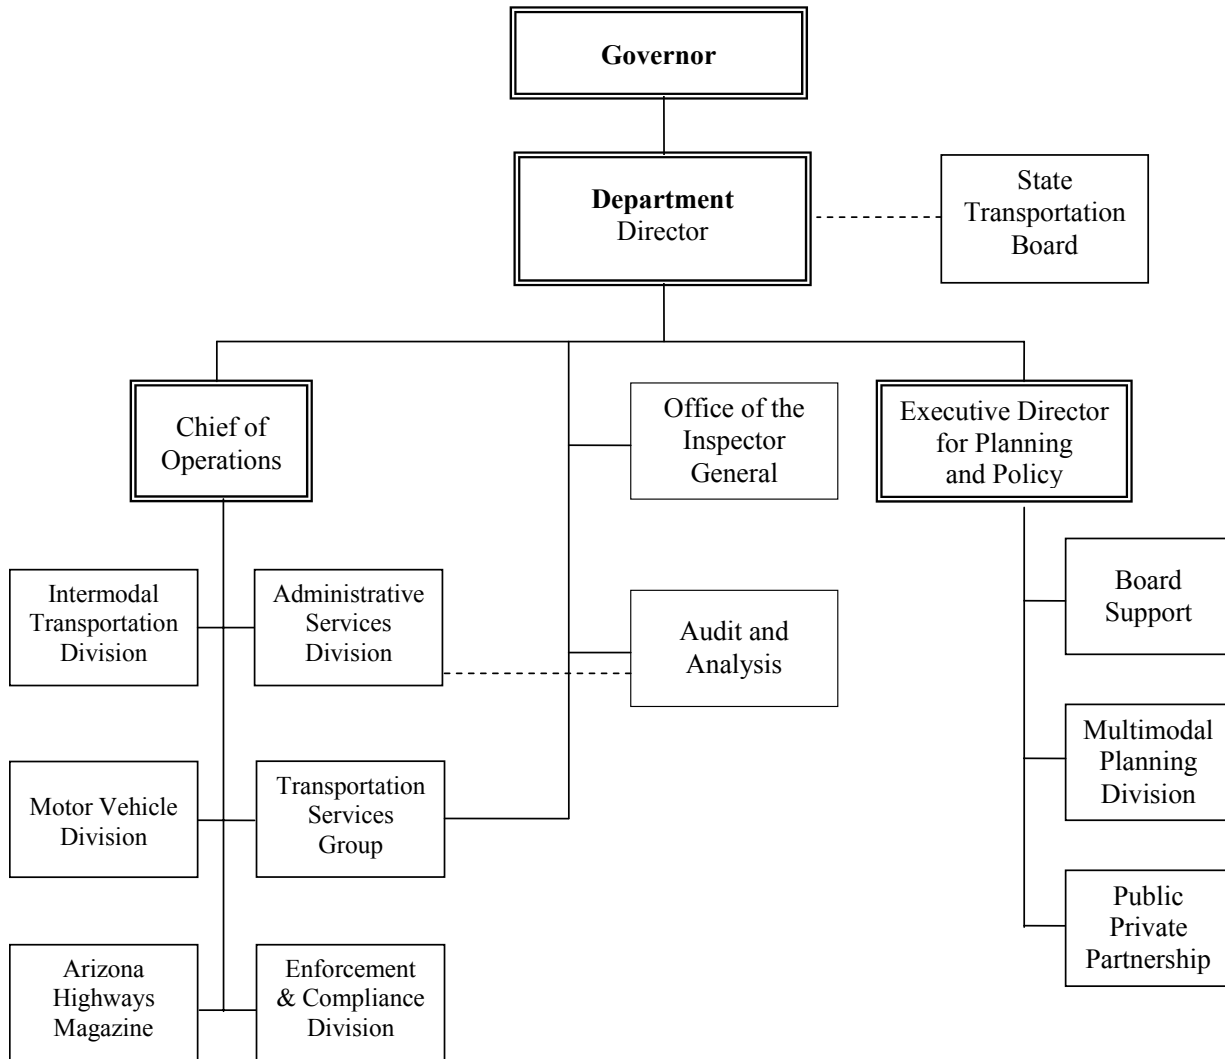 Governor
Department
Director
State
Transportation
Board
Chief of
Operations
Office of the
Inspector
General
Executive Director
for Planning
and Policy
Intermodal
Transportation
Division
Administrative
Services
Division
Audit and
Analysis
Board
Support
Motor Vehicle
Division
Transportation
Services
Group
Multimodal
Planning
Division
Arizona
Highways
Magazine
Enforcement
& Compliance
Division
Public
Private
Partnership